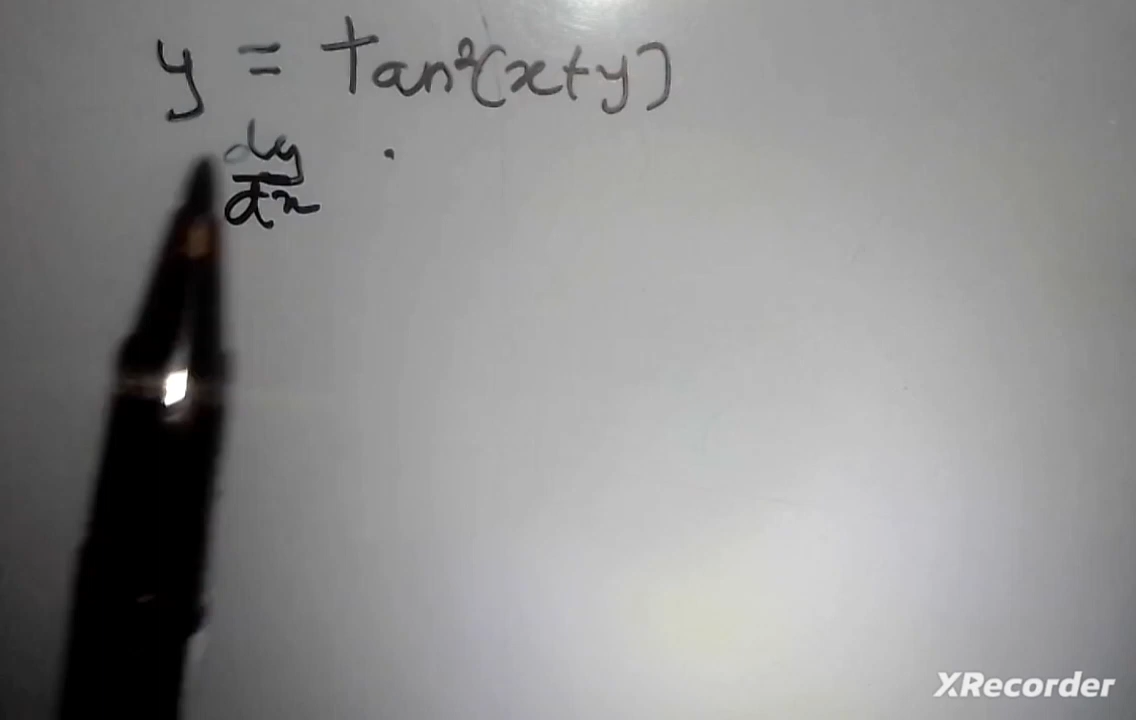 y = tan²(x+y)
dy/dx
XRecorder